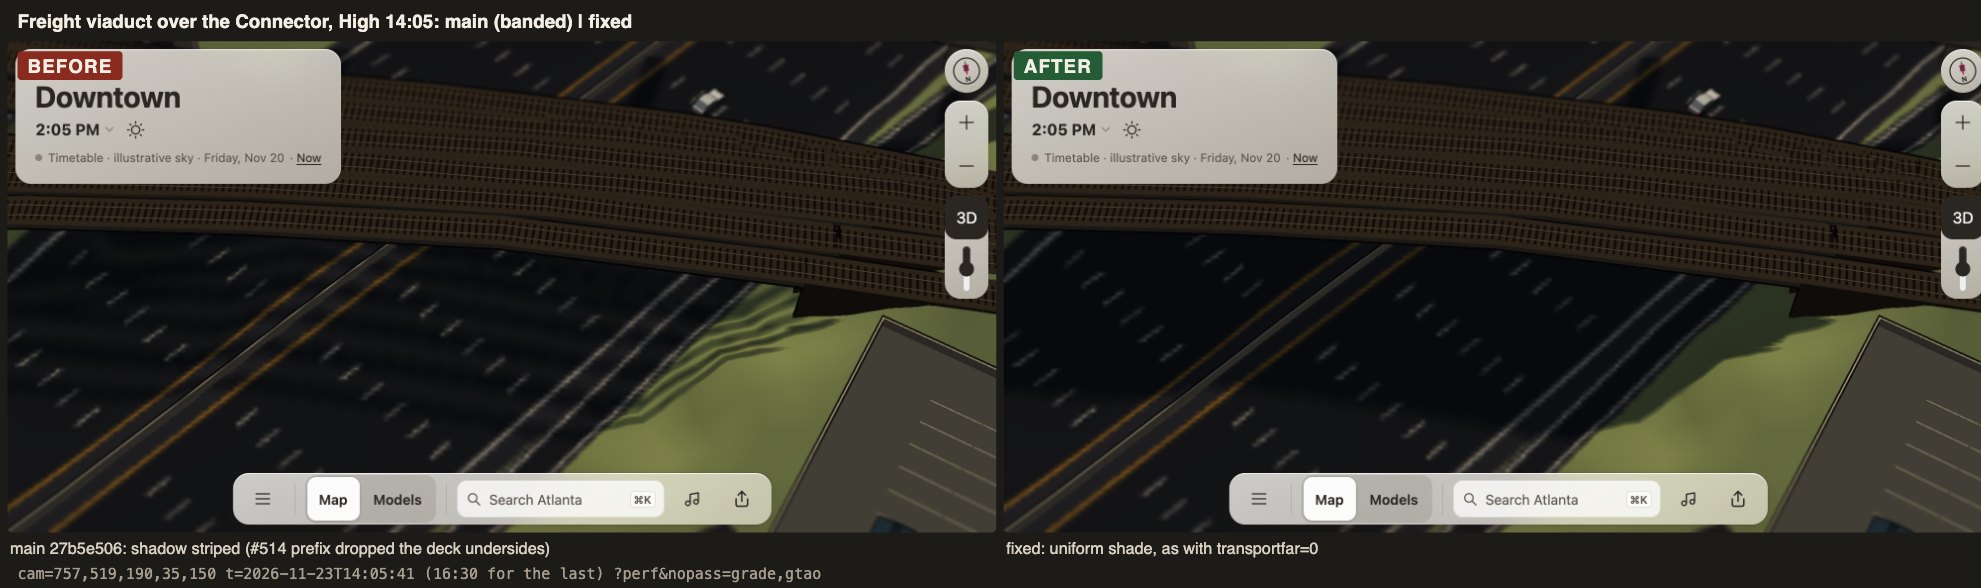 Freight viaduct over the Connector, High 14:05: main (banded) | fixed
BEFORE
Downtown
2:05 PM
Timetable · illustrative sky · Friday, Nov 20 · Now
N
+
−
3D
Map Models Search Atlanta ⌘K
AFTER
Downtown
2:05 PM
Timetable · illustrative sky · Friday, Nov 20 · Now
N
+
−
3D
Map Models Search Atlanta ⌘K
main 27b5e506: shadow striped (#514 prefix dropped the deck undersides)
fixed: uniform shade, as with transportfar=0
cam=757,519,190,35,150 t=2026-11-23T14:05:41 (16:30 for the last) ?perf&nopass=grade,gtao